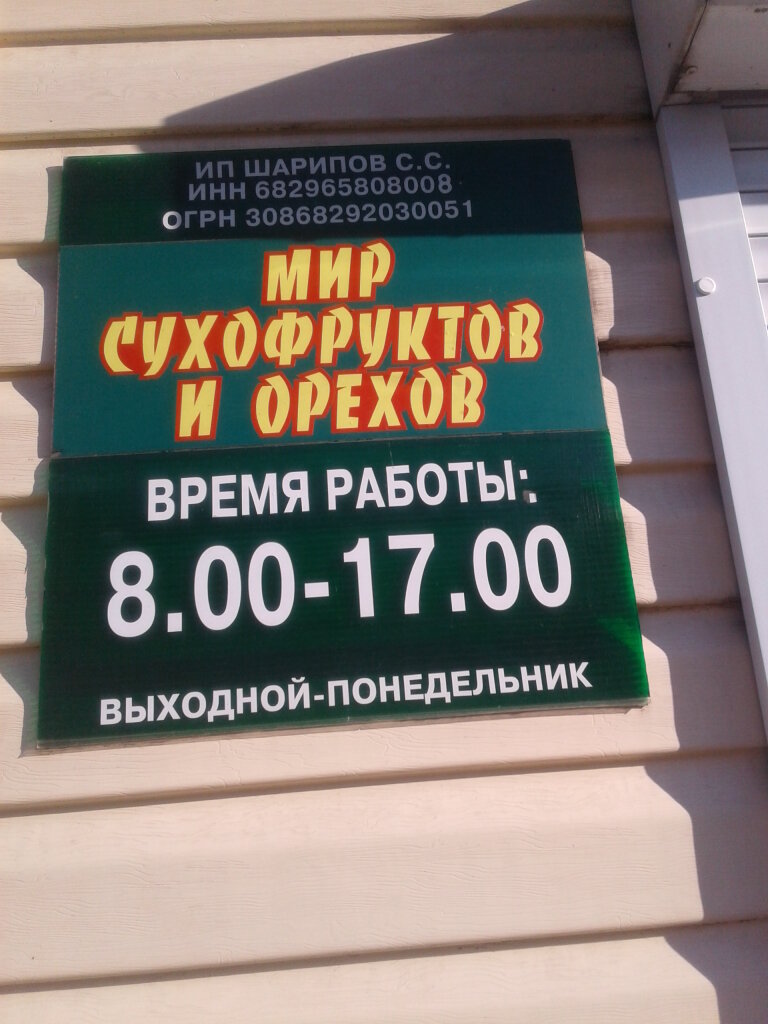 ИП ШАРИПОВ С.С.
ИНН 682965808008
ОГРН 30868292030051
МИР
СУХОФРУКТОВ
И ОРЕХОВ
ВРЕМЯ РАБОТЫ:
8.00-17.00
ВЫХОДНОЙ-ПОНЕДЕЛЬНИК